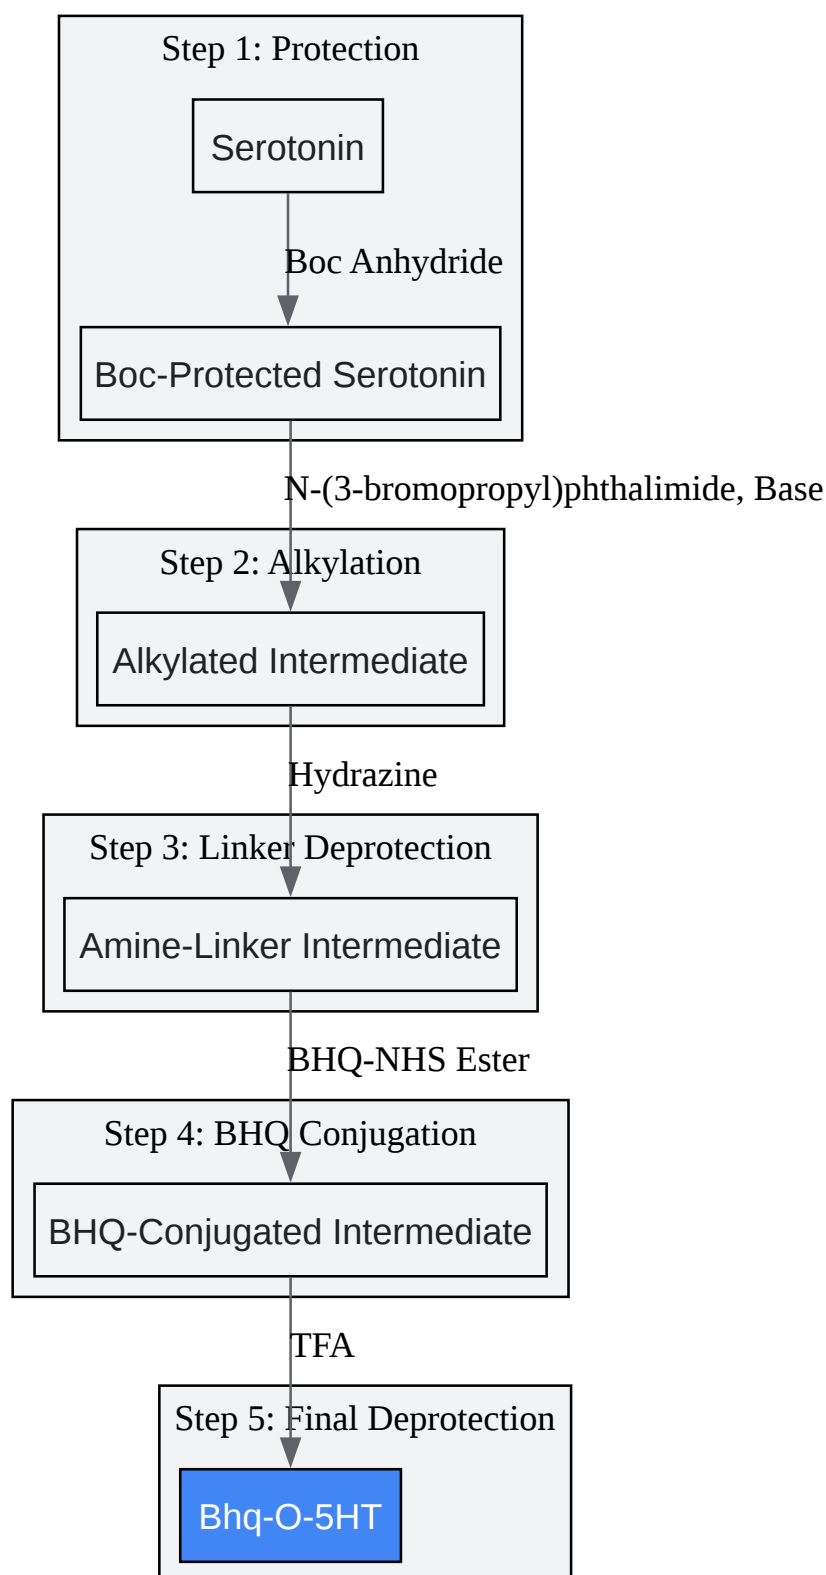 Step 1: Protection
Serotonin
Boc Anhydride
Boc-Protected Serotonin
N-(3-bromopropyl)phthalimide, Base
Step 2: Alkylation
Alkylated Intermediate
Hydrazine
Step 3: Linker Deprotection
Amine-Linker Intermediate
BHQ-NHS Ester
Step 4: BHQ Conjugation
BHQ-Conjugated Intermediate
TFA
Step 5: Final Deprotection
Bhq-O-5HT